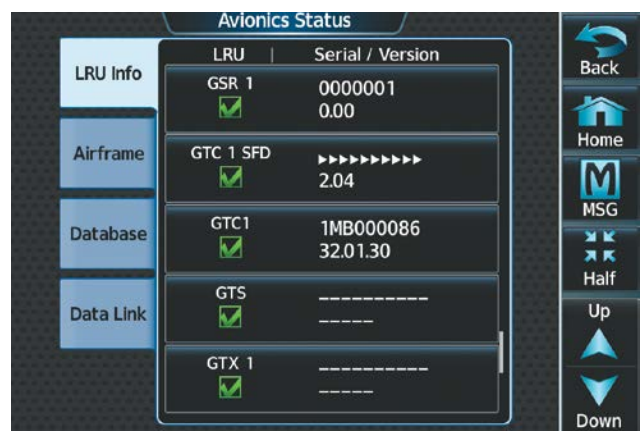 Avionics Status
LRU Info
Airframe
Database
Data Link
LRU | Serial / Version
GSR 1
0000001
0.00
GTC 1 SFD
▶▶▶▶▶▶▶▶▶▶
2.04
GTC1
1MB000086
32.01.30
GTS
----------
-----
GTX 1
----------
-----
Back
Home
MSG
Half
Up
Down